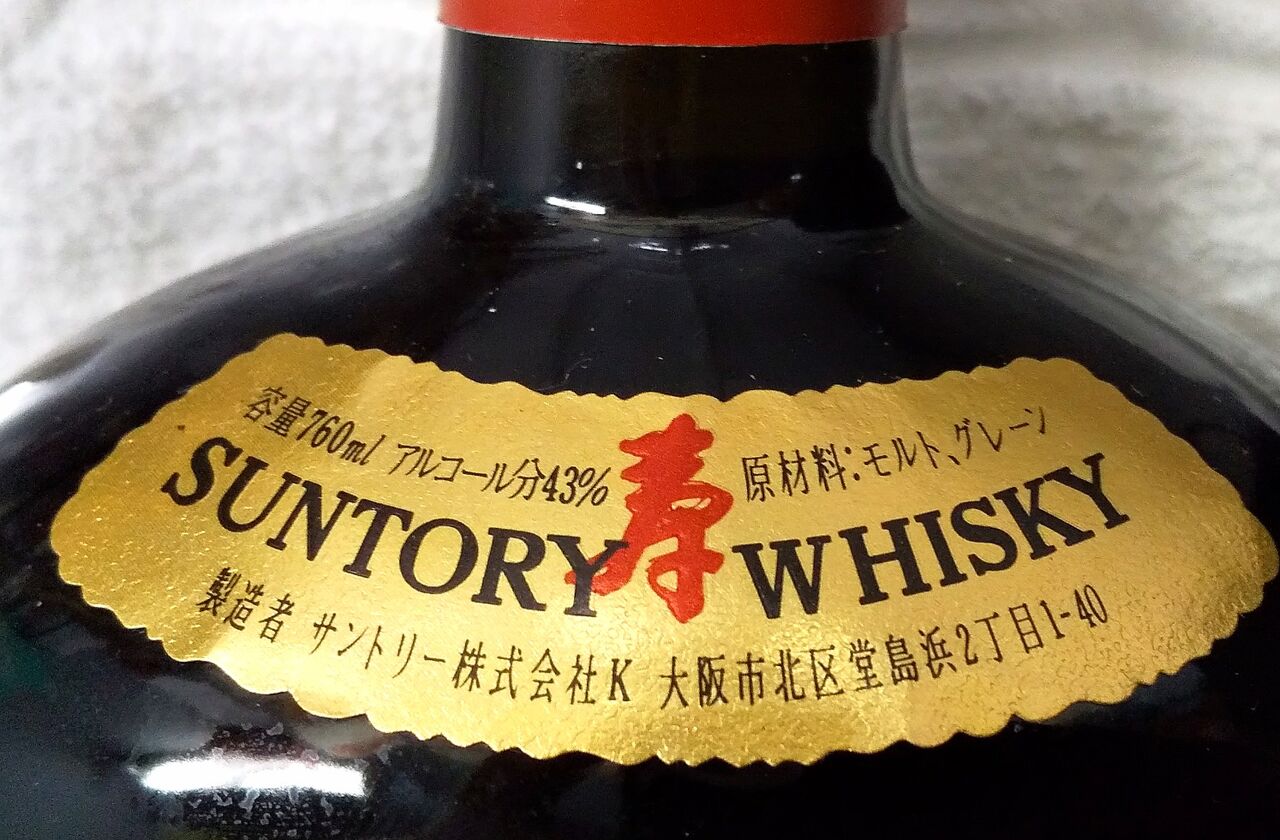 容量760ml アルコール分43% 原材料:モルト、グレーン
SUNTORY 寿 WHISKY
製造者 サントリー株式会社K 大阪市北区堂島浜2丁目1-40